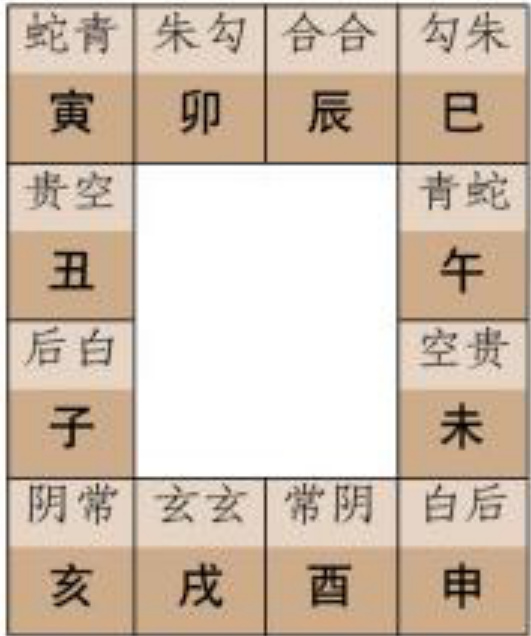 蛇青 朱勾 合合 勾朱
寅 卯 辰 巳
贵空 青蛇
丑 午
后白 空贵
子 未
阴常 玄玄 常阴 白后
亥 戌 酉 申